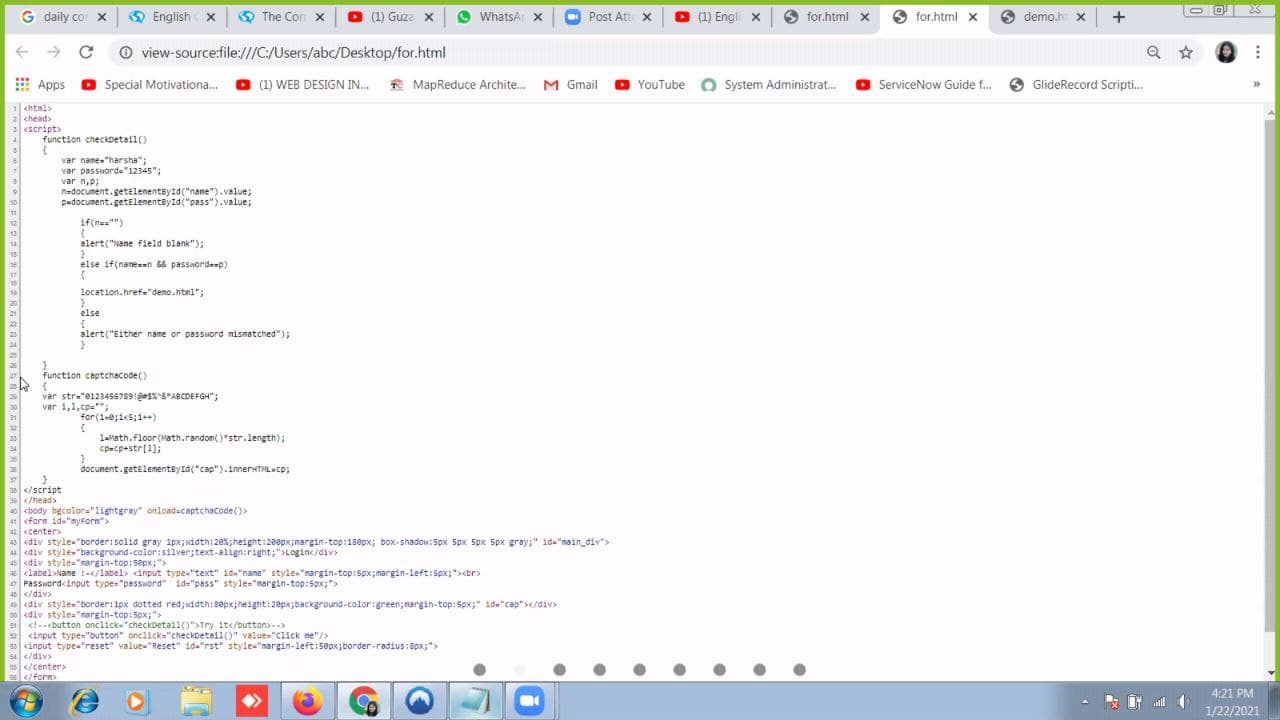 daily cor
English C
The Con
(1) Guza
WhatsAp
Post Att
(1) Engli
for.html
for.html
demo.ht
view-source:file:///C:/Users/abc/Desktop/for.html
Apps
Special Motivationa...
(1) WEB DESIGN IN...
MapReduce Archite...
Gmail
YouTube
System Administrat...
ServiceNow Guide f...
GlideRecord Scripti...
»
1 <html>
2 <head>
3 <script>
4 function checkDetail()
5 {
6 var name="harsha";
7 var password="12345";
8 var n,p;
9 n=document.getElementById("name").value;
10 p=document.getElementById("pass").value;
11
12 if(n=="")
13 {
14 alert("Name field blank");
15 }
16 else if(name==n && password==p)
17 {
18
19 location.href="demo.html";
20 }
21 else
22 {
23 alert("Either name or password mismatched");
24 }
25
26 }
27 function captchaCode()
28 {
29 var str="0123456789!@#$%^&*ABCDEFGH";
30 var i,l,cp="";
31 for(i=0;i<5;i++)
32 {
33 l=Math.floor(Math.random()*str.length);
34 cp=cp+str[l];
35 }
36 document.getElementById("cap").innerHTML=cp;
37 }
38 </script
39 </head>
40 <body bgcolor="lightgray" onload=captchaCode()>
41 <form id="myForm">
42 <center>
43 <div style="border:solid gray 1px;width:20%;height:200px;margin-top:180px; box-shadow:5px 5px 5px 5px gray;" id="main_div">
44 <div style="background-color:silver;text-align:right;">Login</div>
45 <div style="margin-top:50px;">
46 <label>Name :-</label> <input type="text" id="name" style="margin-top:5px;margin-left:5px;"><br>
47 Password<input type="password" id="pass" style="margin-top:5px;">
48 </div>
49 <div style="border:1px dotted red;width:80px;height:20px;background-color:green;margin-top:5px;" id="cap"></div>
50 <div style="margin-top:5px;">
51 <!--<button onclick="checkDetail()">Try it</button>-->
52 <input type="button" onclick="checkDetail()" value="Click me"/>
53 <input type="reset" value="Reset" id="rst" style="margin-left:50px;border-radius:8px;">
54 </div>
55 </center>
56 </form>
4:21 PM
1/22/2021